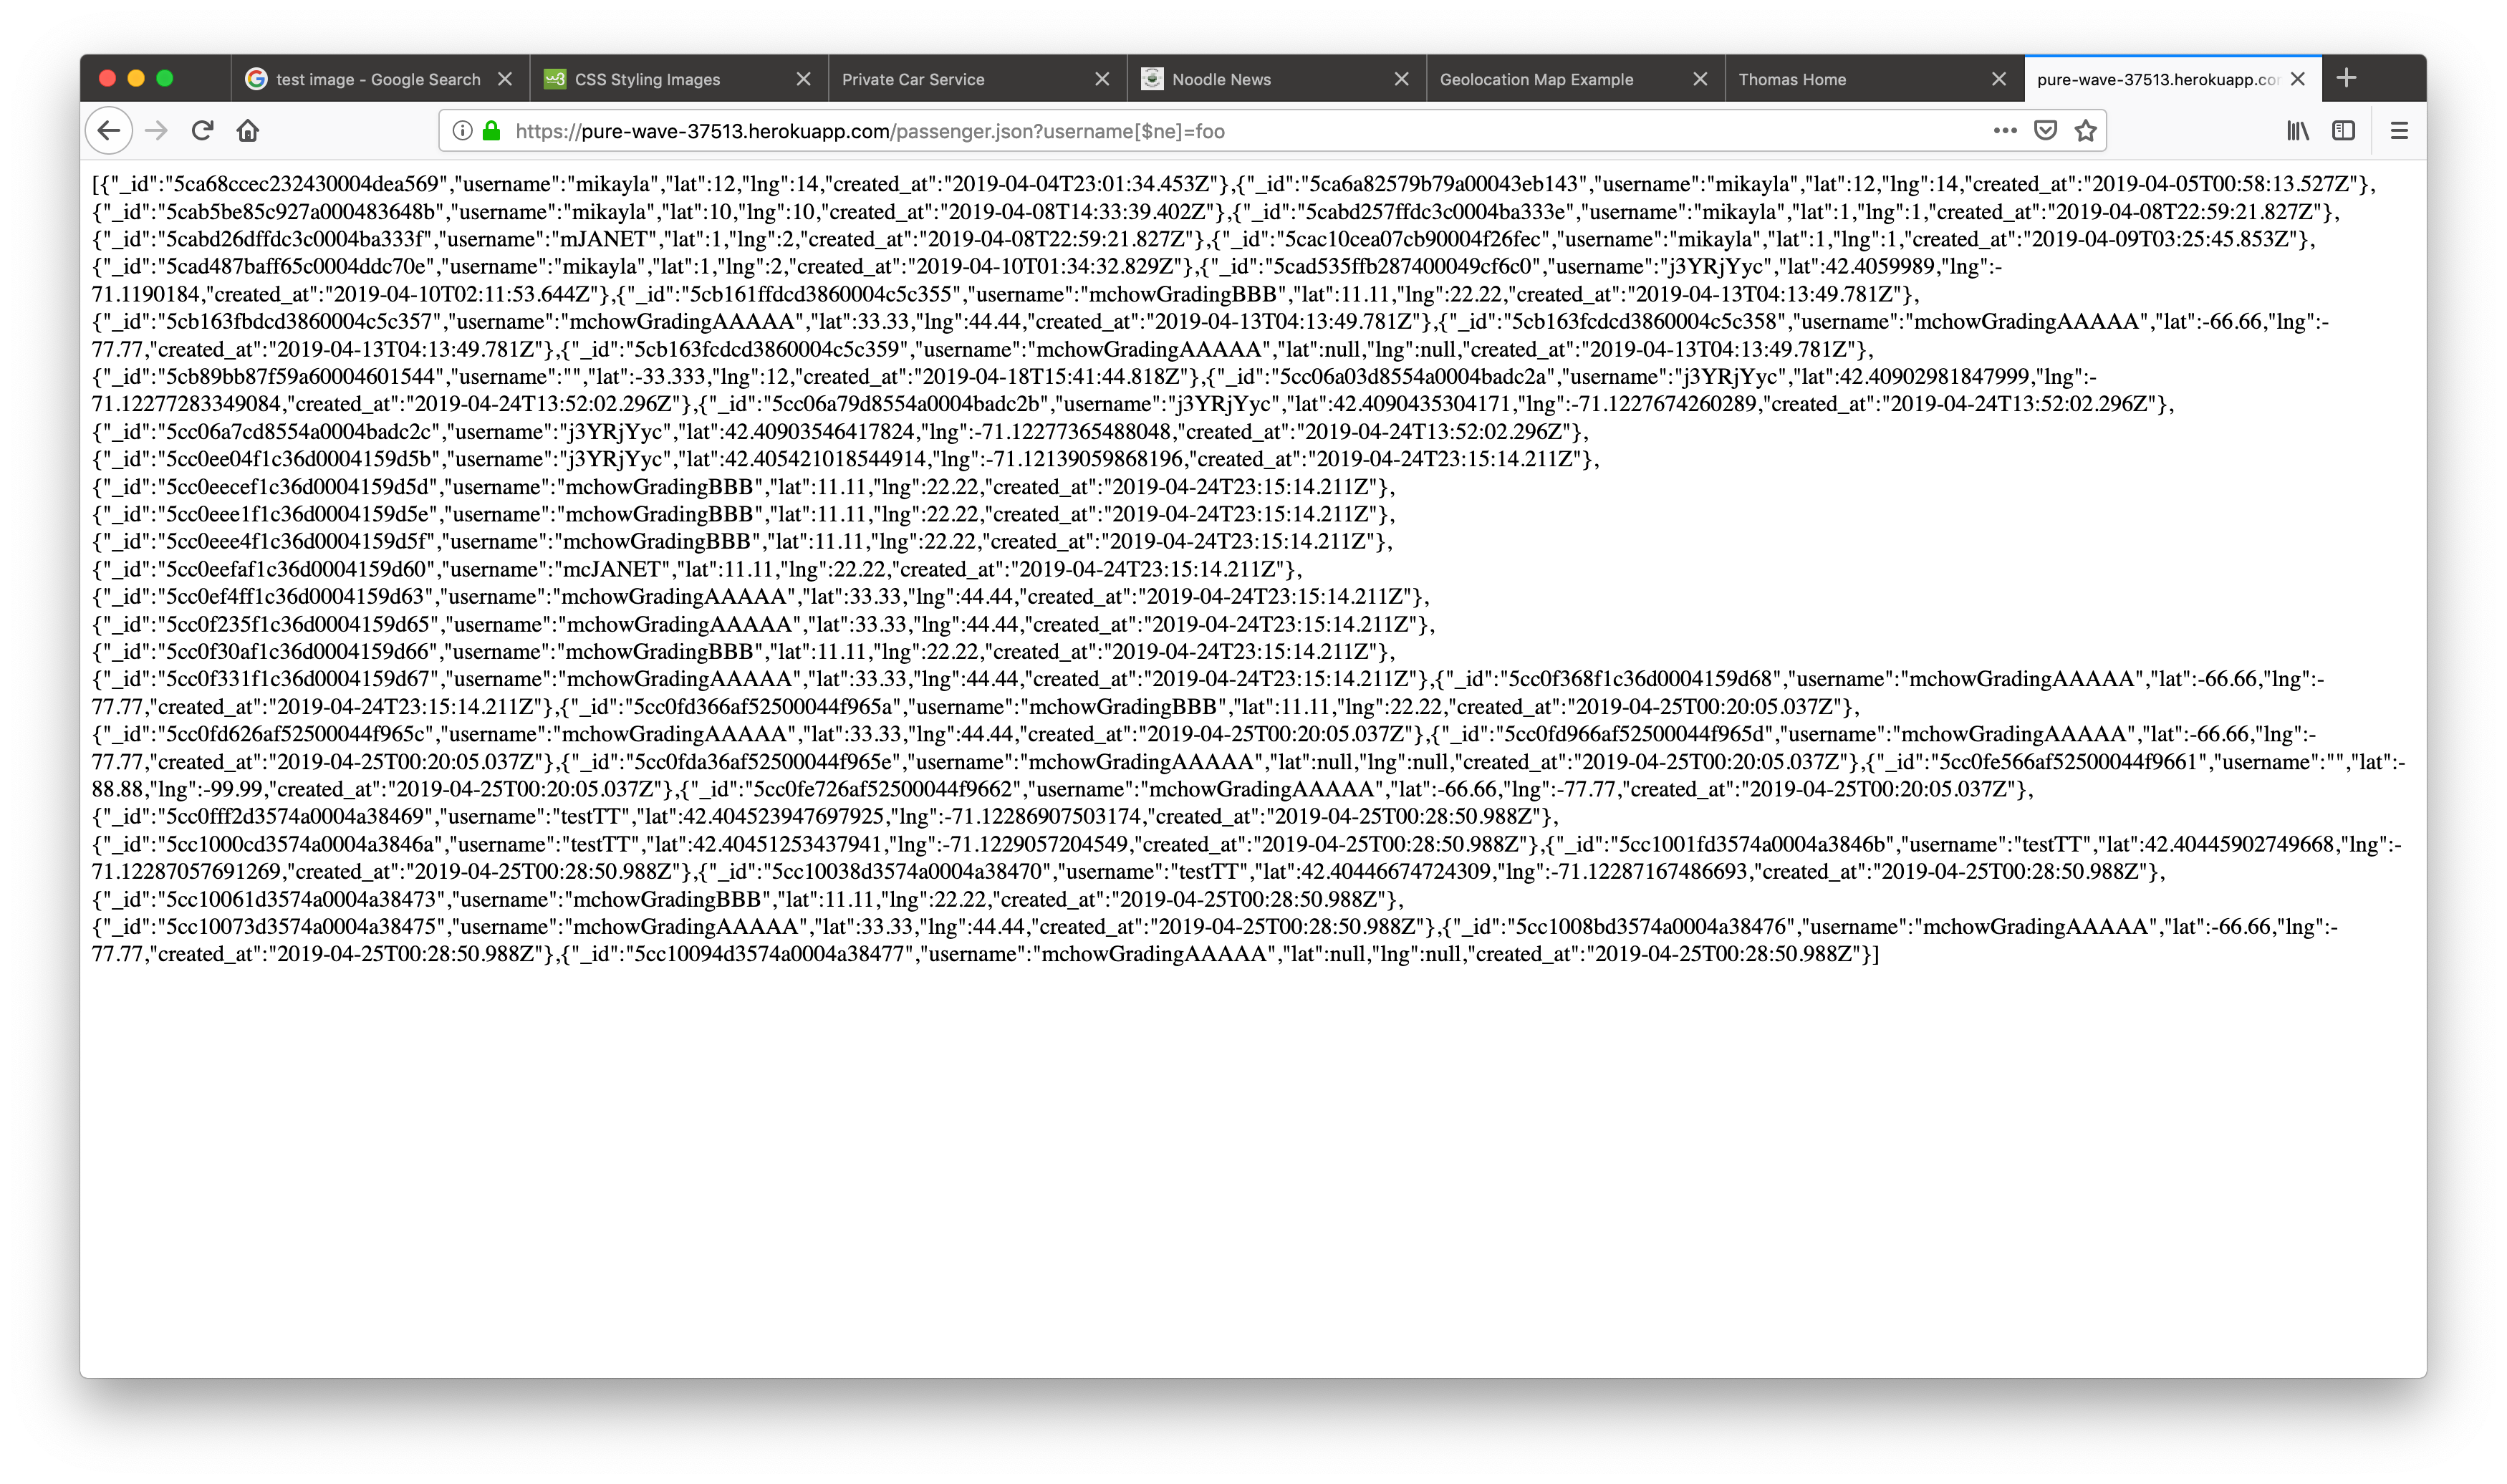 test image - Google Search
CSS Styling Images
Private Car Service
Noodle News
Geolocation Map Example
Thomas Home
pure-wave-37513.herokuapp.co
https://pure-wave-37513.herokuapp.com/passenger.json?username[$ne]=foo
[{"_id":"5ca68ccec232430004dea569","username":"mikayla","lat":12,"lng":14,"created_at":"2019-04-04T23:01:34.453Z"},{"_id":"5ca6a82579b79a00043eb143","username":"mikayla","lat":12,"lng":14,"created_at":"2019-04-05T00:58:13.527Z"},
{"_id":"5cab5be85c927a000483648b","username":"mikayla","lat":10,"lng":10,"created_at":"2019-04-08T14:33:39.402Z"},{"_id":"5cabd257ffdc3c0004ba333e","username":"mikayla","lat":1,"lng":1,"created_at":"2019-04-08T22:59:21.827Z"},
{"_id":"5cabd26dffdc3c0004ba333f","username":"mJANET","lat":1,"lng":2,"created_at":"2019-04-08T22:59:21.827Z"},{"_id":"5cac10cea07cb90004f26fec","username":"mikayla","lat":1,"lng":1,"created_at":"2019-04-09T03:25:45.853Z"},
{"_id":"5cad487baff65c0004ddc70e","username":"mikayla","lat":1,"lng":2,"created_at":"2019-04-10T01:34:32.829Z"},{"_id":"5cad535ffb287400049cf6c0","username":"j3YRjYyc","lat":42.4059989,"lng":-
71.1190184,"created_at":"2019-04-10T02:11:53.644Z"},{"_id":"5cb161ffdcd3860004c5c355","username":"mchowGradingBBB","lat":11.11,"lng":22.22,"created_at":"2019-04-13T04:13:49.781Z"},
{"_id":"5cb163fbdcd3860004c5c357","username":"mchowGradingAAAAA","lat":33.33,"lng":44.44,"created_at":"2019-04-13T04:13:49.781Z"},{"_id":"5cb163fcdcd3860004c5c358","username":"mchowGradingAAAAA","lat":-66.66,"lng":-
77.77,"created_at":"2019-04-13T04:13:49.781Z"},{"_id":"5cb163fcdcd3860004c5c359","username":"mchowGradingAAAAA","lat":null,"lng":null,"created_at":"2019-04-13T04:13:49.781Z"},
{"_id":"5cb89bb87f59a60004601544","username":"","lat":-33.333,"lng":12,"created_at":"2019-04-18T15:41:44.818Z"},{"_id":"5cc06a03d8554a0004badc2a","username":"j3YRjYyc","lat":42.40902981847999,"lng":-
71.12277283349084,"created_at":"2019-04-24T13:52:02.296Z"},{"_id":"5cc06a79d8554a0004badc2b","username":"j3YRjYyc","lat":42.4090435304171,"lng":-71.1227674260289,"created_at":"2019-04-24T13:52:02.296Z"},
{"_id":"5cc06a7cd8554a0004badc2c","username":"j3YRjYyc","lat":42.40903546417824,"lng":-71.12277365488048,"created_at":"2019-04-24T13:52:02.296Z"},
{"_id":"5cc0ee04f1c36d0004159d5b","username":"j3YRjYyc","lat":42.405421018544914,"lng":-71.12139059868196,"created_at":"2019-04-24T23:15:14.211Z"},
{"_id":"5cc0eecef1c36d0004159d5d","username":"mchowGradingBBB","lat":11.11,"lng":22.22,"created_at":"2019-04-24T23:15:14.211Z"},
{"_id":"5cc0eee1f1c36d0004159d5e","username":"mchowGradingBBB","lat":11.11,"lng":22.22,"created_at":"2019-04-24T23:15:14.211Z"},
{"_id":"5cc0eee4f1c36d0004159d5f","username":"mchowGradingBBB","lat":11.11,"lng":22.22,"created_at":"2019-04-24T23:15:14.211Z"},
{"_id":"5cc0eefaf1c36d0004159d60","username":"mcJANET","lat":11.11,"lng":22.22,"created_at":"2019-04-24T23:15:14.211Z"},
{"_id":"5cc0ef4ff1c36d0004159d63","username":"mchowGradingAAAAA","lat":33.33,"lng":44.44,"created_at":"2019-04-24T23:15:14.211Z"},
{"_id":"5cc0f235f1c36d0004159d65","username":"mchowGradingAAAAA","lat":33.33,"lng":44.44,"created_at":"2019-04-24T23:15:14.211Z"},
{"_id":"5cc0f30af1c36d0004159d66","username":"mchowGradingBBB","lat":11.11,"lng":22.22,"created_at":"2019-04-24T23:15:14.211Z"},
{"_id":"5cc0f331f1c36d0004159d67","username":"mchowGradingAAAAA","lat":33.33,"lng":44.44,"created_at":"2019-04-24T23:15:14.211Z"},{"_id":"5cc0f368f1c36d0004159d68","username":"mchowGradingAAAAA","lat":-66.66,"lng":-
77.77,"created_at":"2019-04-24T23:15:14.211Z"},{"_id":"5cc0fd366af52500044f965a","username":"mchowGradingBBB","lat":11.11,"lng":22.22,"created_at":"2019-04-25T00:20:05.037Z"},
{"_id":"5cc0fd626af52500044f965c","username":"mchowGradingAAAAA","lat":33.33,"lng":44.44,"created_at":"2019-04-25T00:20:05.037Z"},{"_id":"5cc0fd966af52500044f965d","username":"mchowGradingAAAAA","lat":-66.66,"lng":-
77.77,"created_at":"2019-04-25T00:20:05.037Z"},{"_id":"5cc0fda36af52500044f965e","username":"mchowGradingAAAAA","lat":null,"lng":null,"created_at":"2019-04-25T00:20:05.037Z"},{"_id":"5cc0fe566af52500044f9661","username":"","lat":-
88.88,"lng":-99.99,"created_at":"2019-04-25T00:20:05.037Z"},{"_id":"5cc0fe726af52500044f9662","username":"mchowGradingAAAAA","lat":-66.66,"lng":-77.77,"created_at":"2019-04-25T00:20:05.037Z"},
{"_id":"5cc0fff2d3574a0004a38469","username":"testTT","lat":42.404523947697925,"lng":-71.12286907503174,"created_at":"2019-04-25T00:28:50.988Z"},
{"_id":"5cc1000cd3574a0004a3846a","username":"testTT","lat":42.40451253437941,"lng":-71.1229057204549,"created_at":"2019-04-25T00:28:50.988Z"},{"_id":"5cc1001fd3574a0004a3846b","username":"testTT","lat":42.40445902749668,"lng":-
71.12287057691269,"created_at":"2019-04-25T00:28:50.988Z"},{"_id":"5cc10038d3574a0004a38470","username":"testTT","lat":42.40446674724309,"lng":-71.12287167486693,"created_at":"2019-04-25T00:28:50.988Z"},
{"_id":"5cc10061d3574a0004a38473","username":"mchowGradingBBB","lat":11.11,"lng":22.22,"created_at":"2019-04-25T00:28:50.988Z"},
{"_id":"5cc10073d3574a0004a38475","username":"mchowGradingAAAAA","lat":33.33,"lng":44.44,"created_at":"2019-04-25T00:28:50.988Z"},{"_id":"5cc1008bd3574a0004a38476","username":"mchowGradingAAAAA","lat":-66.66,"lng":-
77.77,"created_at":"2019-04-25T00:28:50.988Z"},{"_id":"5cc10094d3574a0004a38477","username":"mchowGradingAAAAA","lat":null,"lng":null,"created_at":"2019-04-25T00:28:50.988Z"}]